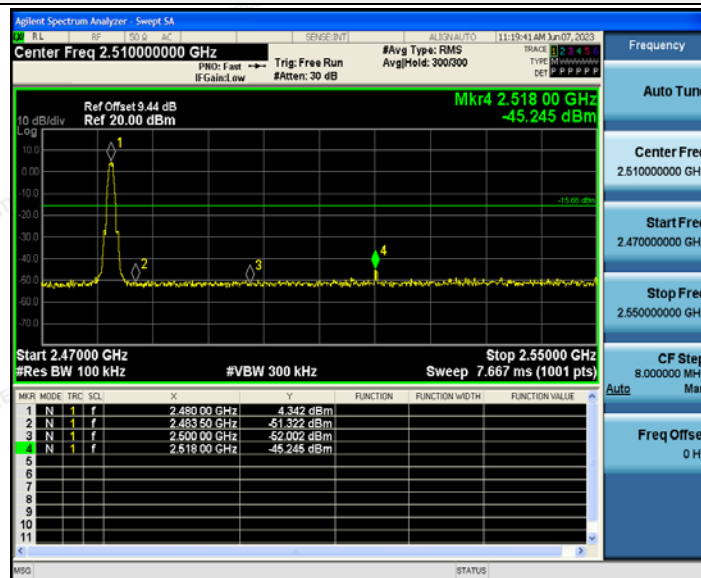 Agilent Spectrum Analyzer - Swept SA
RL RF 50 Ω AC SENSE:INT ALIGN AUTO 11:19:41 AM Jun 07, 2023
Center Freq 2.510000000 GHz
PNO: Fast
IFGain:Low
Trig: Free Run
#Atten: 30 dB
#Avg Type: RMS
Avg|Hold: 300/300
TRACE 1 2 3 4 5 6
TYPE M
DET P P P P P P
Frequency
Auto Tune
Center Fre
2.510000000 GH
Start Fre
2.470000000 GH
Stop Fre
2.550000000 GH
CF Step
8.000000 MH
Auto Ma
Freq Offse
0 H
Mkr4 2.518 00 GHz
-45.245 dBm
Ref Offset 9.44 dB
10 dB/div Ref 20.00 dBm
Log
10.0
0.00
-10.0
-20.0
-30.0
-40.0
-50.0
-60.0
-70.0
-15.66 dBm
1
2
3
4
Start 2.47000 GHz Stop 2.55000 GHz
#Res BW 100 kHz #VBW 300 kHz Sweep 7.667 ms (1001 pts)
MKR MODE TRC SCL X Y FUNCTION FUNCTION WIDTH FUNCTION VALUE
1 N 1 f 2.480 00 GHz 4.342 dBm
2 N 1 f 2.483 50 GHz -51.322 dBm
3 N 1 f 2.500 00 GHz -52.002 dBm
4 N 1 f 2.518 00 GHz -45.245 dBm
5
6
7
8
9
10
11
MSG STATUS